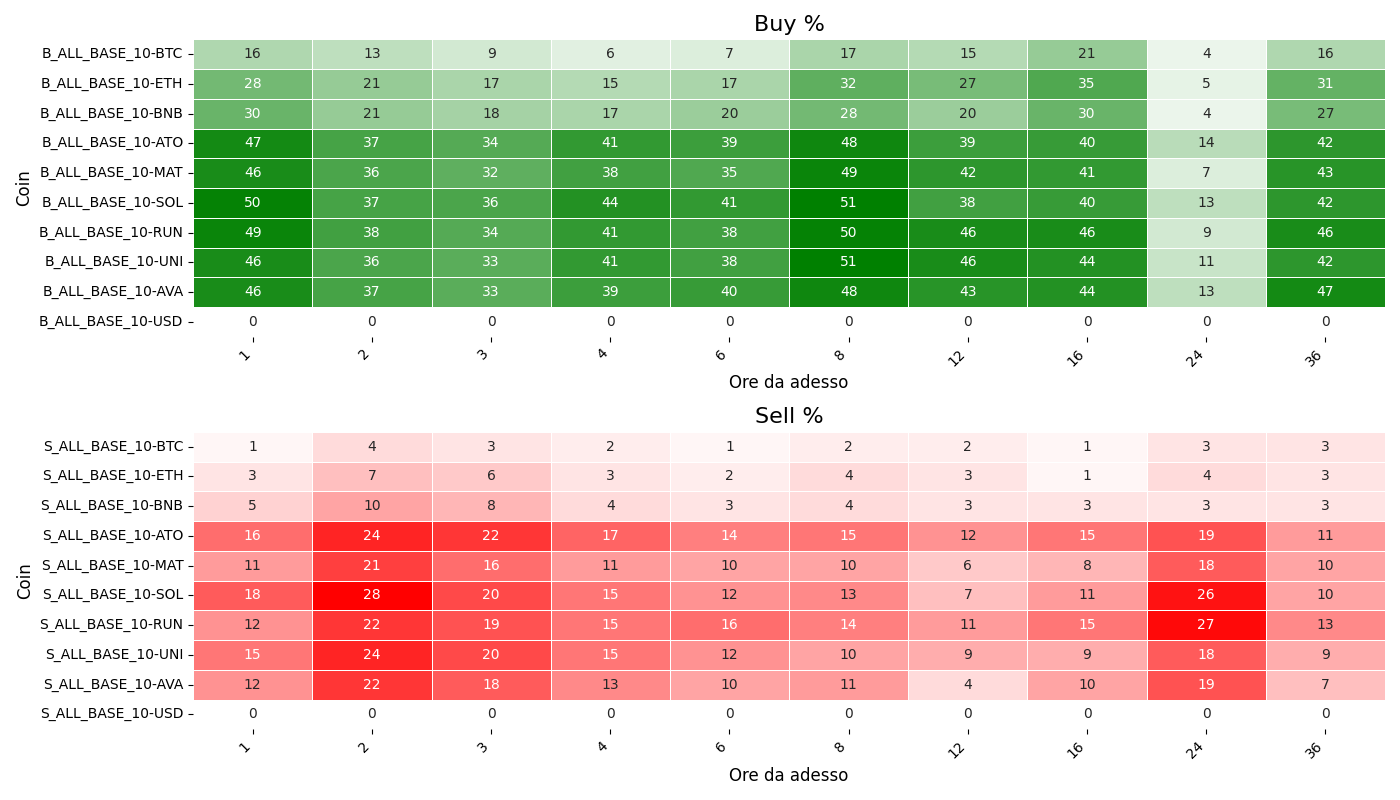 Buy %
B_ALL_BASE_10-BTC 16 13 9 6 7 17 15 21 4 16
B_ALL_BASE_10-ETH 28 21 17 15 17 32 27 35 5 31
B_ALL_BASE_10-BNB 30 21 18 17 20 28 20 30 4 27
B_ALL_BASE_10-ATO 47 37 34 41 39 48 39 40 14 42
B_ALL_BASE_10-MAT 46 36 32 38 35 49 42 41 7 43
B_ALL_BASE_10-SOL 50 37 36 44 41 51 38 40 13 42
B_ALL_BASE_10-RUN 49 38 34 41 38 50 46 46 9 46
B_ALL_BASE_10-UNI 46 36 33 41 38 51 46 44 11 42
B_ALL_BASE_10-AVA 46 37 33 39 40 48 43 44 13 47
B_ALL_BASE_10-USD 0 0 0 0 0 0 0 0 0 0
Coin
1 2 3 4 6 8 12 16 24 36
Ore da adesso
Sell %
S_ALL_BASE_10-BTC 1 4 3 2 1 2 2 1 3 3
S_ALL_BASE_10-ETH 3 7 6 3 2 4 3 1 4 3
S_ALL_BASE_10-BNB 5 10 8 4 3 4 3 3 3 3
S_ALL_BASE_10-ATO 16 24 22 17 14 15 12 15 19 11
S_ALL_BASE_10-MAT 11 21 16 11 10 10 6 8 18 10
S_ALL_BASE_10-SOL 18 28 20 15 12 13 7 11 26 10
S_ALL_BASE_10-RUN 12 22 19 15 16 14 11 15 27 13
S_ALL_BASE_10-UNI 15 24 20 15 12 10 9 9 18 9
S_ALL_BASE_10-AVA 12 22 18 13 10 11 4 10 19 7
S_ALL_BASE_10-USD 0 0 0 0 0 0 0 0 0 0
Coin
1 2 3 4 6 8 12 16 24 36
Ore da adesso